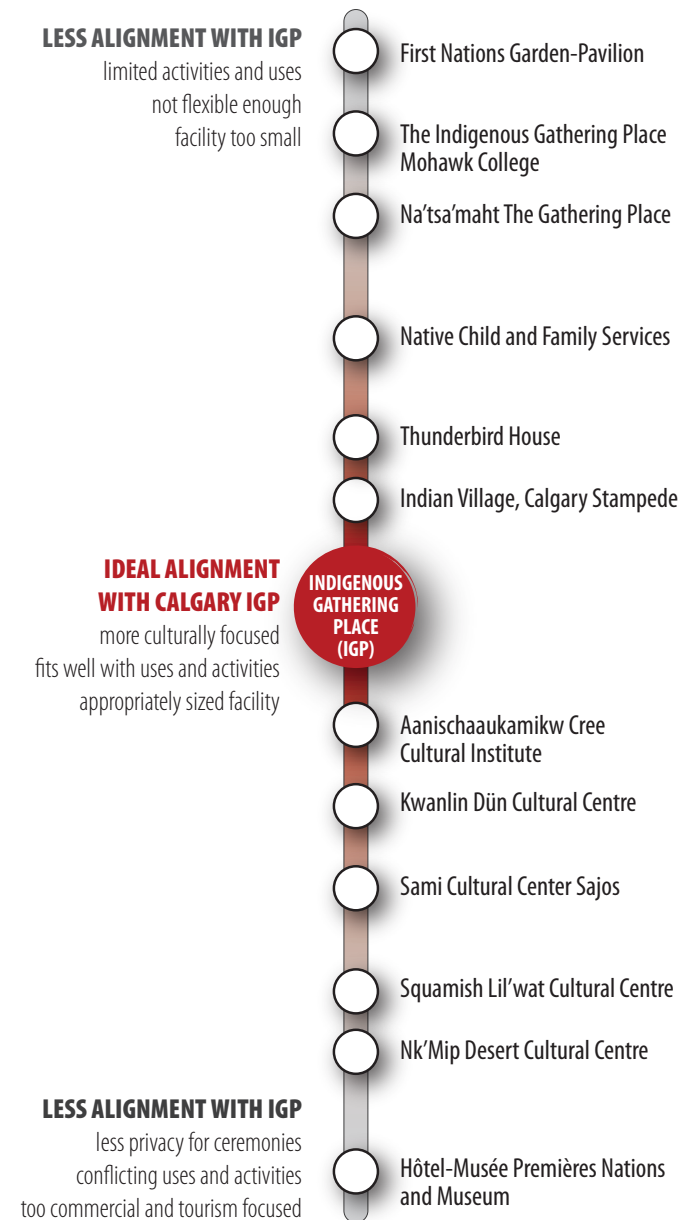 LESS ALIGNMENT WITH IGP
limited activities and uses
not flexible enough
facility too small
First Nations Garden-Pavilion
The Indigenous Gathering Place
Mohawk College
Na'tsa'maht The Gathering Place
Native Child and Family Services
Thunderbird House
Indian Village, Calgary Stampede
IDEAL ALIGNMENT
WITH CALGARY IGP
more culturally focused
fits well with uses and activities
appropriately sized facility
INDIGENOUS
GATHERING
PLACE
(IGP)
Aanischaaukamikw Cree
Cultural Institute
Kwanlin Dün Cultural Centre
Sami Cultural Center Sajos
Squamish Lil'wat Cultural Centre
Nk'Mip Desert Cultural Centre
LESS ALIGNMENT WITH IGP
less privacy for ceremonies
conflicting uses and activities
too commercial and tourism focused
Hôtel-Musée Premières Nations
and Museum